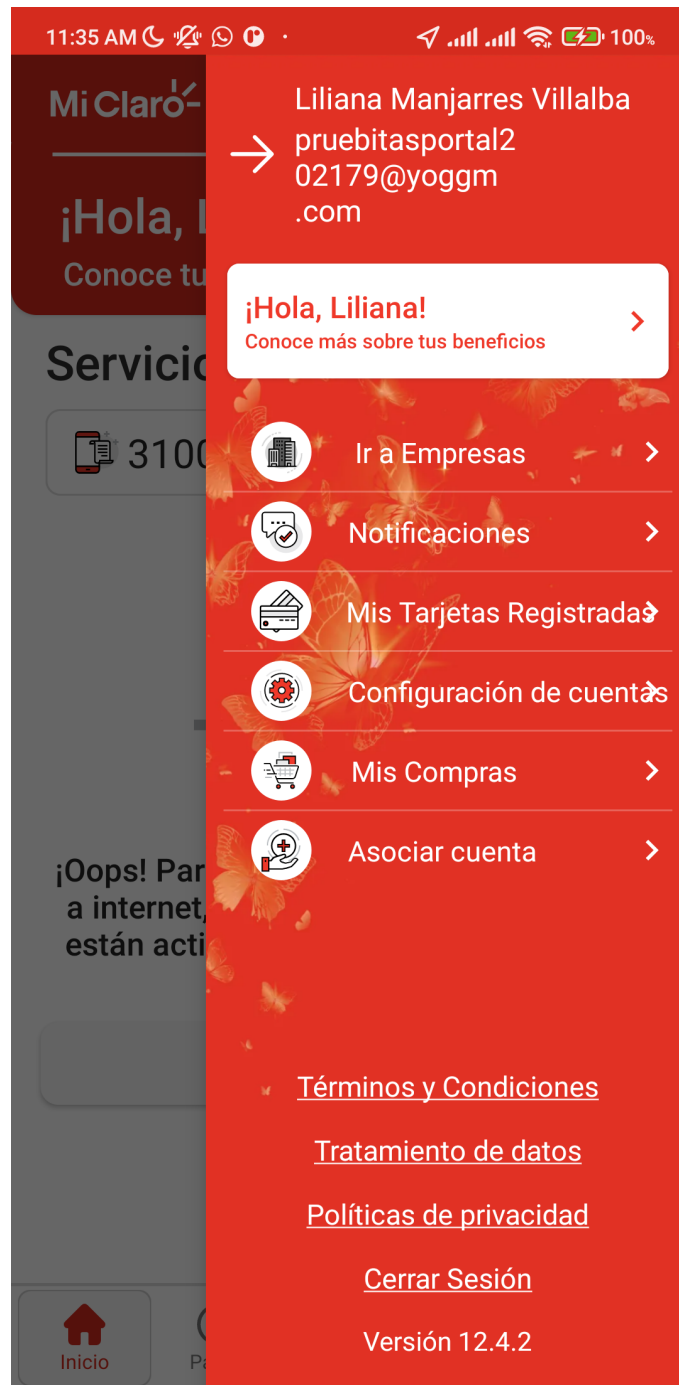 11:35 AM
100%
Mi Claro
Liliana Manjarres Villalba
pruebitasportal2
02179@yoggm
.com
¡Hola, L
Conoce tu
¡Hola, Liliana!
Conoce más sobre tus beneficios
Servicio
3100
Ir a Empresas
Notificaciones
Mis Tarjetas Registradas
Configuración de cuentas
Mis Compras
Asociar cuenta
¡Oops! Par
a internet,
están acti
Términos y Condiciones
Tratamiento de datos
Políticas de privacidad
Cerrar Sesión
Versión 12.4.2
Inicio